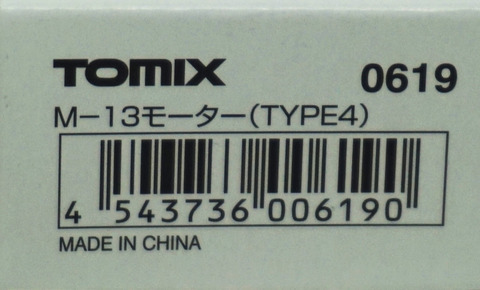 TOMIX 0619
M-13モーター(TYPE4)
4 543736 006190
MADE IN CHINA